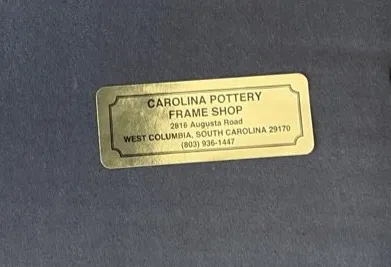 CAROLINA POTTERY
FRAME SHOP
2816 Augusta Road
WEST COLUMBIA, SOUTH CAROLINA 29170
(803) 936-1447